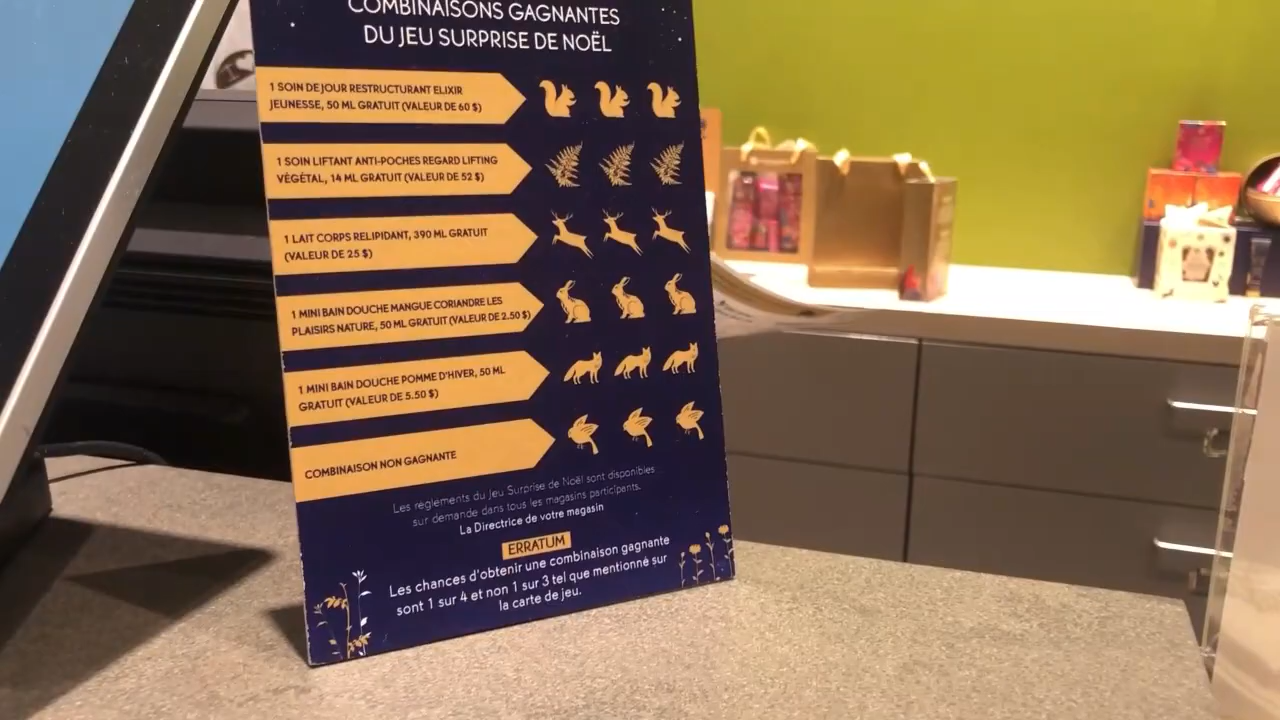 COMBINAISONS GAGNANTES
DU JEU SURPRISE DE NOËL
1 SOIN DE JOUR RESTRUCTURANT ELIXIR
JEUNESSE, 50 ML GRATUIT (VALEUR DE 60 $)
1 SOIN LIFTANT ANTI-POCHES REGARD LIFTING
VÉGÉTAL, 14 ML GRATUIT (VALEUR DE 52 $)
1 LAIT CORPS RELIPIDANT, 390 ML GRATUIT
(VALEUR DE 25 $)
1 MINI BAIN DOUCHE MANGUE CORIANDRE LES
PLAISIRS NATURE, 50 ML GRATUIT (VALEUR DE 2.50 $)
1 MINI BAIN DOUCHE POMME D'HIVER, 50 ML
GRATUIT (VALEUR DE 5.50 $)
COMBINAISON NON GAGNANTE
Les règlements du Jeu Surprise de Noël sont disponibles
sur demande dans tous les magasins participants.
La Directrice de votre magasin
ERRATUM
Les chances d'obtenir une combinaison gagnante
sont 1 sur 4 et non 1 sur 3 tel que mentionné sur
la carte de jeu.